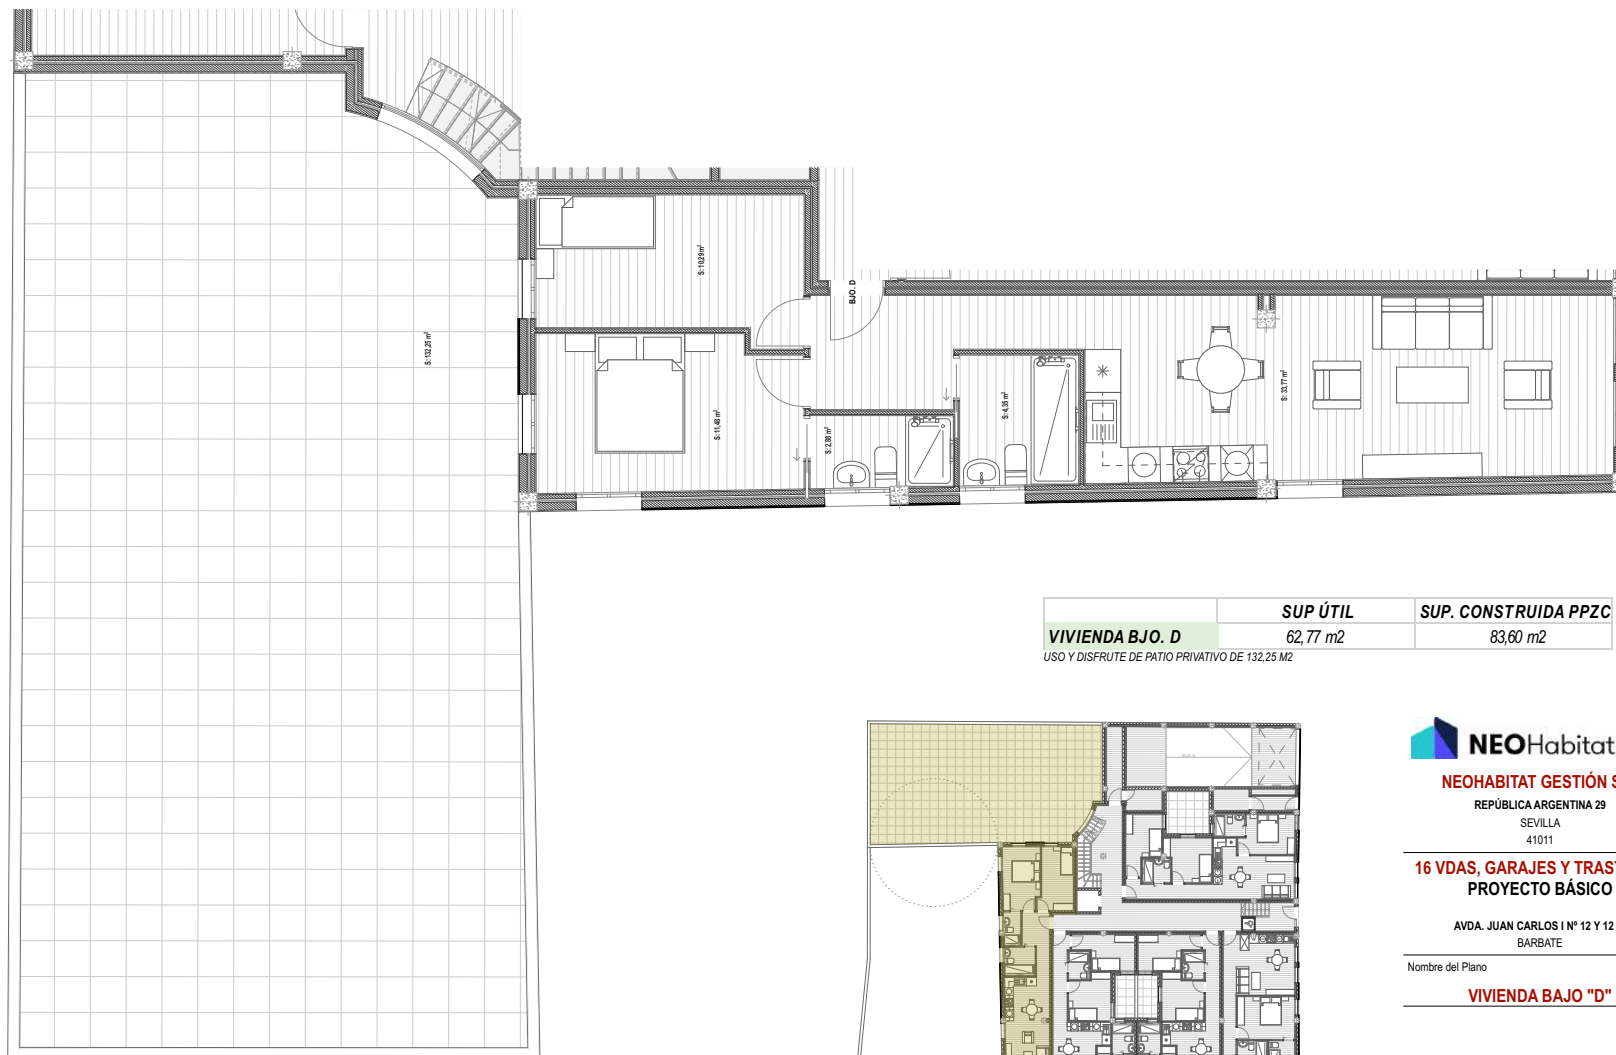 S:132,25 m²
S:10,29 m²
BJO. D
S:11,48 m²
S: 2,88 m²
S: 4,35 m²
S: 33,77 m²
SUP ÚTIL SUP. CONSTRUIDA PPZC
VIVIENDA BJO. D 62,77 m2 83,60 m2
USO Y DISFRUTE DE PATIO PRIVATIVO DE 132,25 M2
NEOHabitat
NEOHABITAT GESTIÓN S
REPÚBLICA ARGENTINA 29
SEVILLA
41011
16 VDAS, GARAJES Y TRAST
PROYECTO BÁSICO
AVDA. JUAN CARLOS I Nº 12 Y 12
BARBATE
Nombre del Plano
VIVIENDA BAJO "D"